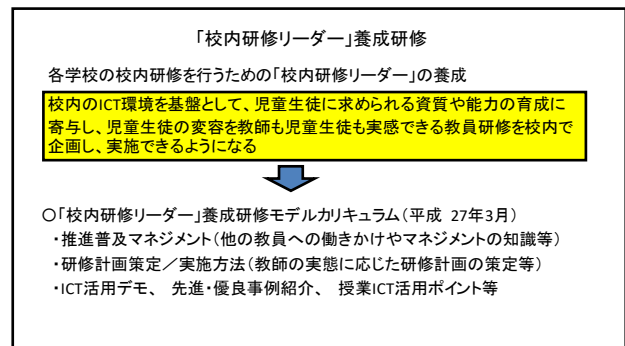 「校内研修リーダー」養成研修
各学校の校内研修を行うための「校内研修リーダー」の養成
校内のICT環境を基盤として、児童生徒に求められる資質や能力の育成に
寄与し、児童生徒の変容を教師も児童生徒も実感できる教員研修を校内で
企画し、実施できるようになる
○「校内研修リーダー」養成研修モデルカリキュラム（平成 27年3月）
・推進普及マネジメント（他の教員への働きかけやマネジメントの知識等）
・研修計画策定／実施方法（教師の実態に応じた研修計画の策定等）
・ICT活用デモ、 先進・優良事例紹介、 授業ICT活用ポイント等